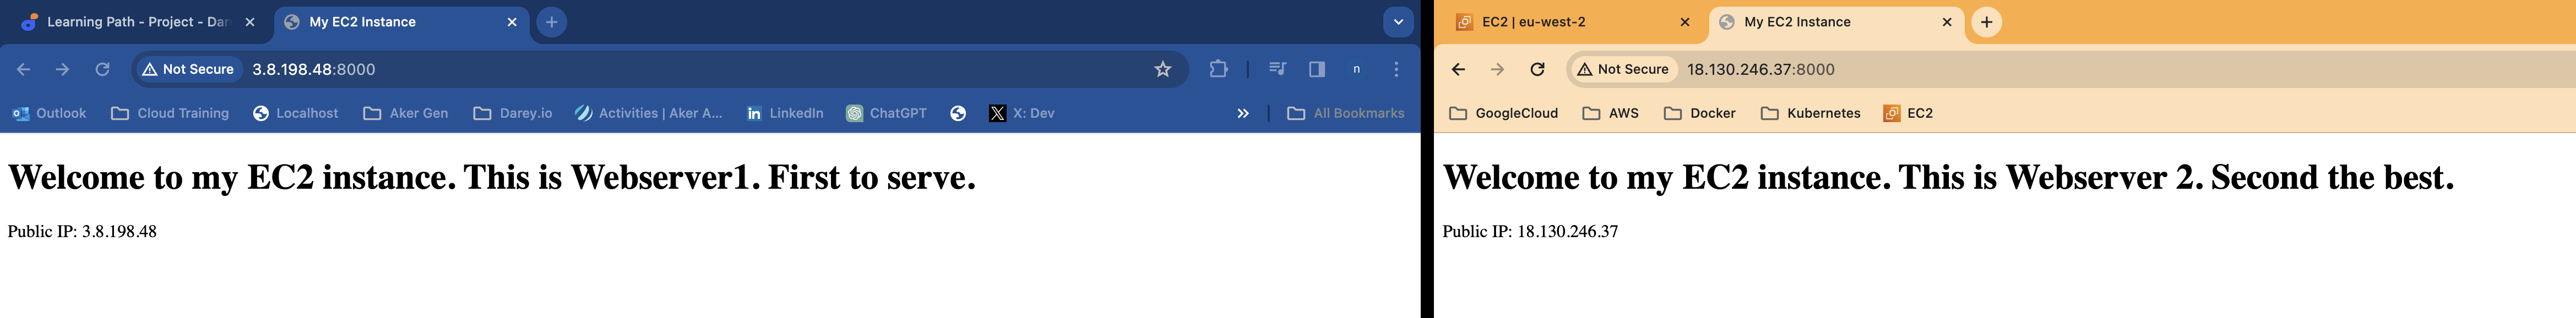 Learning Path - Project - Dar
My EC2 Instance
Not Secure 3.8.198.48:8000
n
Outlook Cloud Training Localhost Aker Gen Darey.io Activities | Aker A... LinkedIn ChatGPT X: Dev » All Bookmarks
Welcome to my EC2 instance. This is Webserver1. First to serve.
Public IP: 3.8.198.48
EC2 | eu-west-2
My EC2 Instance
Not Secure 18.130.246.37:8000
GoogleCloud AWS Docker Kubernetes EC2
Welcome to my EC2 instance. This is Webserver 2. Second the best.
Public IP: 18.130.246.37